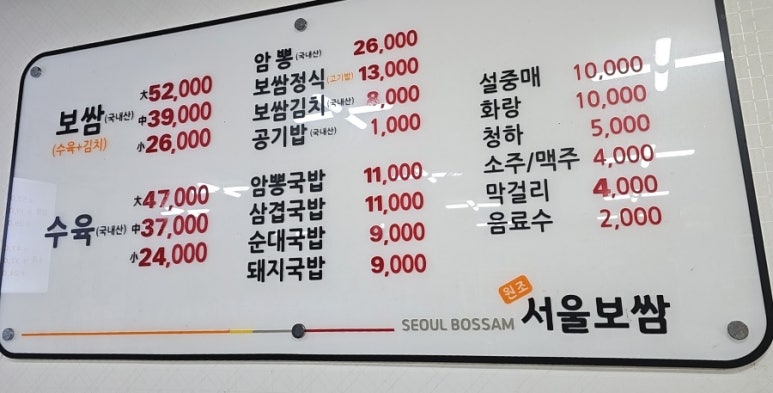 보쌈(국내산) 大52,000
中39,000
(수육+김치) 小26,000
수육(국내산) 大47,000
中37,000
小24,000
암뽕(국내산) 26,000
보쌈정식(고기밥) 13,000
보쌈김치(국내산) 8,000
공기밥(국내산) 1,000
암뽕국밥 11,000
삼겹국밥 11,000
순대국밥 9,000
돼지국밥 9,000
설중매 10,000
화랑 10,000
청하 5,000
소주/맥주 4,000
막걸리 4,000
음료수 2,000
SEOUL BOSSAM 원조 서울보쌈